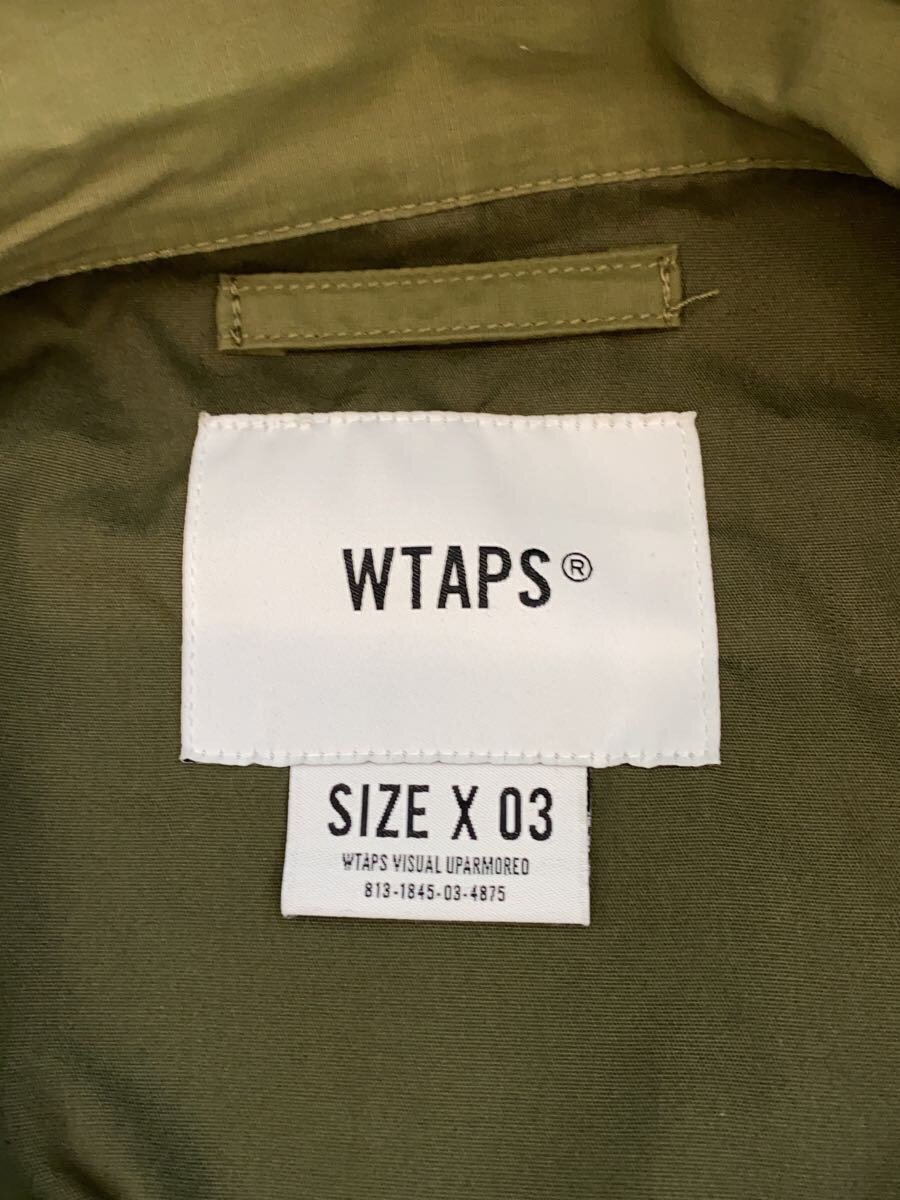 WTAPS®
SIZE X 03
WTAPS VISUAL UPARMORED
813-1845-03-4875